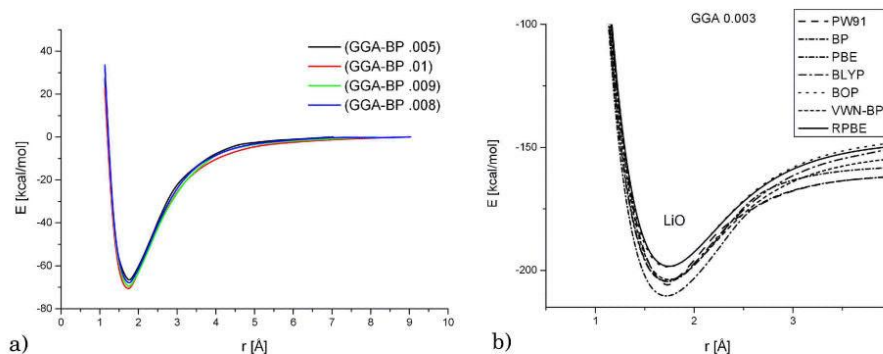 40
20
0
-20
-40
-60
-80
E [kcal/mol]
(GGA-BP .005)
(GGA-BP .01)
(GGA-BP .009)
(GGA-BP .008)
0 1 2 3 4 5 6 7 8 9 10
r [Å]
a)
-100
-150
-200
E [kcal/mol]
GGA 0.003
PW91
BP
PBE
BLYP
BOP
VWN-BP
RPBE
LiO
1 2 3
r [Å]
b)